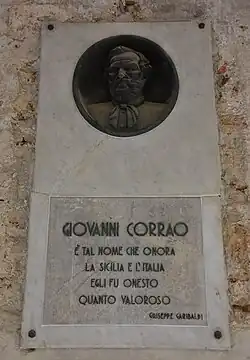 GIOVANNI CORRAO
È TAL NOME CHE ONORA
LA SICILIA E L'ITALIA
EGLI FU ONESTO
QUANTO VALOROSO
GIUSEPPE GARIBALDI